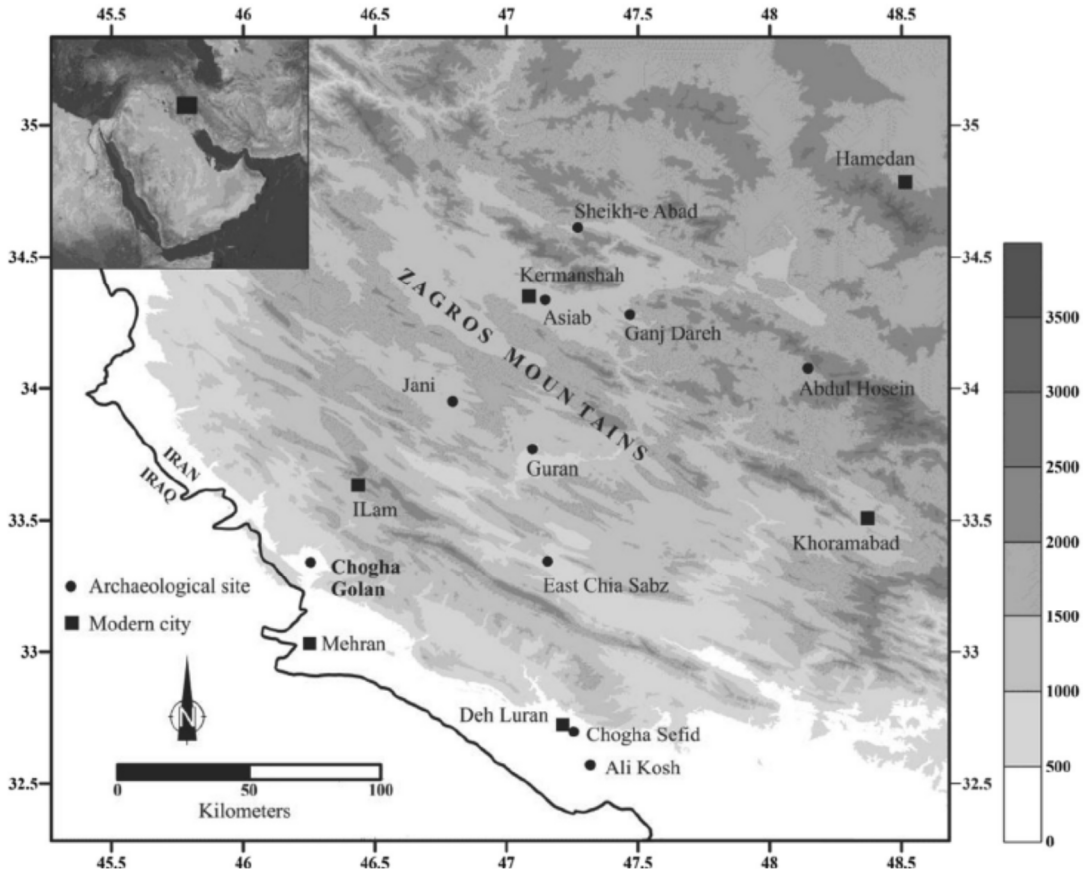 45.5 46 46.5 47 47.5 48 48.5
35 35
Hamedan
Sheikh-e Abad
34.5 34.5
Kermanshah
Asiab
Ganj Dareh
ZAGROS MOUNTAINS
3500
3000
2500
2000
1500
1000
500
0
34 34
Jani
Abdul Hosein
Guran
IRAN
IRAQ
ILam
33.5 33.5
Khoramabad
Chogha
Golan
East Chia Sabz
Archaeological site
Modern city
33 33
Mehran
N
Deh Luran
Chogha Sefid
Ali Kosh
32.5 32.5
0 50 100
Kilometers
45.5 46 46.5 47 47.5 48 48.5